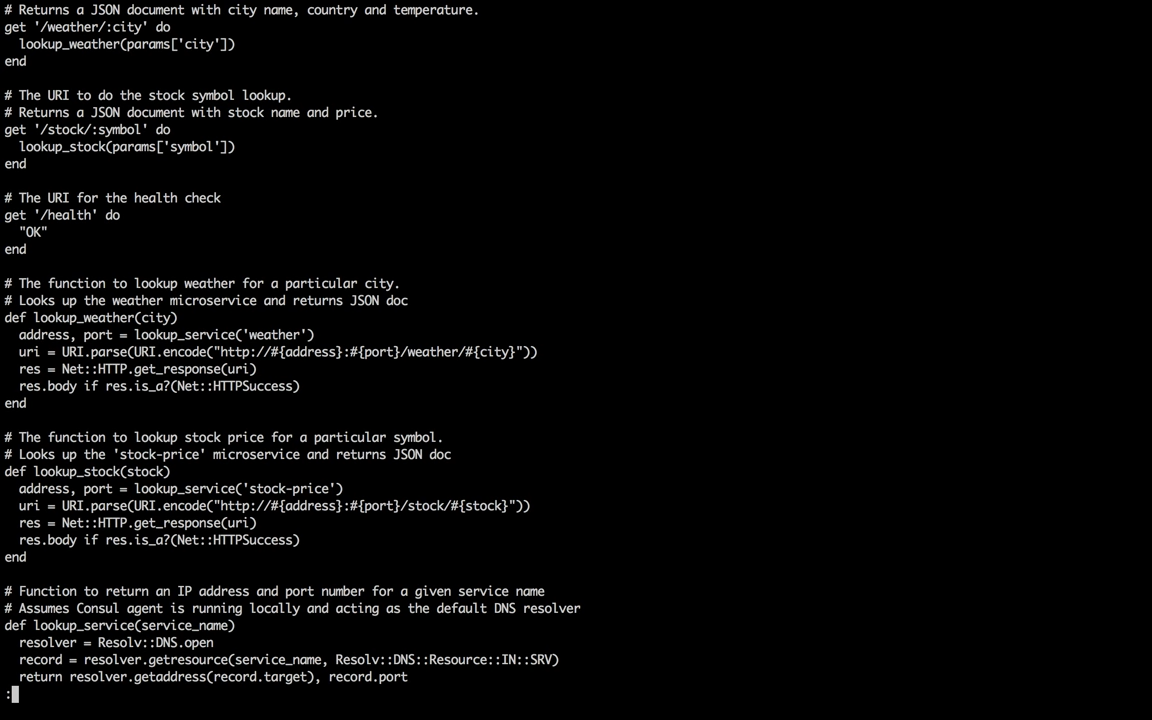 # Returns a JSON document with city name, country and temperature.
get '/weather/:city' do
  lookup_weather(params['city'])
end

# The URI to do the stock symbol lookup.
# Returns a JSON document with stock name and price.
get '/stock/:symbol' do
  lookup_stock(params['symbol'])
end

# The URI for the health check
get '/health' do
  "OK"
end

# The function to lookup weather for a particular city.
# Looks up the weather microservice and returns JSON doc
def lookup_weather(city)
  address, port = lookup_service('weather')
  uri = URI.parse(URI.encode("http://#{address}:#{port}/weather/#{city}"))
  res = Net::HTTP.get_response(uri)
  res.body if res.is_a?(Net::HTTPSuccess)
end

# The function to lookup stock price for a particular symbol.
# Looks up the 'stock-price' microservice and returns JSON doc
def lookup_stock(stock)
  address, port = lookup_service('stock-price')
  uri = URI.parse(URI.encode("http://#{address}:#{port}/stock/#{stock}"))
  res = Net::HTTP.get_response(uri)
  res.body if res.is_a?(Net::HTTPSuccess)
end

# Function to return an IP address and port number for a given service name
# Assumes Consul agent is running locally and acting as the default DNS resolver
def lookup_service(service_name)
  resolver = Resolv::DNS.open
  record = resolver.getresource(service_name, Resolv::DNS::Resource::IN::SRV)
  return resolver.getaddress(record.target), record.port
: